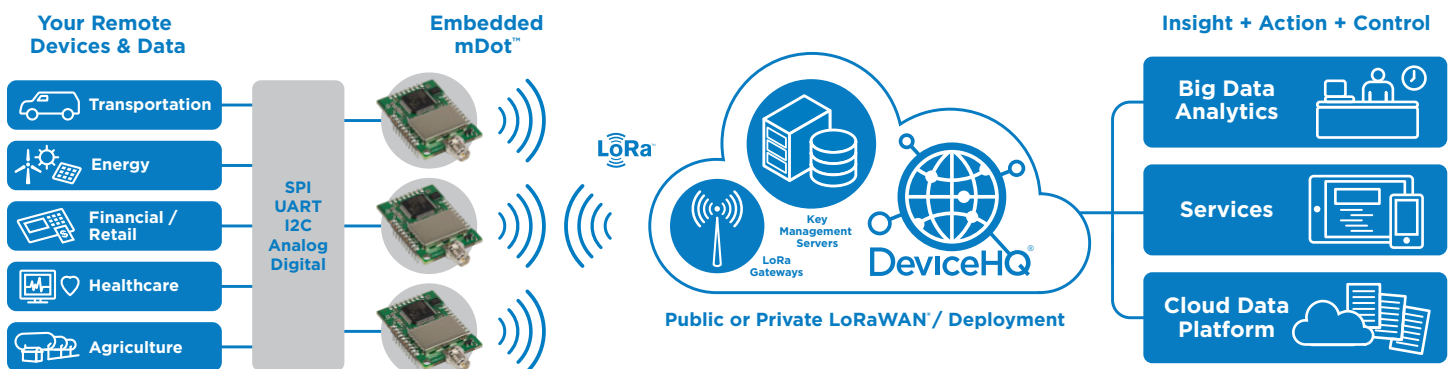 Your Remote
Devices & Data
Transportation
Energy
Financial /
Retail
Healthcare
Agriculture
SPI
UART
I2C
Analog
Digital
Embedded
mDot™
LoRa™
Key
Management
Servers
LoRa
Gateways
DeviceHQ®
Public or Private LoRaWAN®/ Deployment
Insight + Action + Control
Big Data
Analytics
Services
Cloud Data
Platform